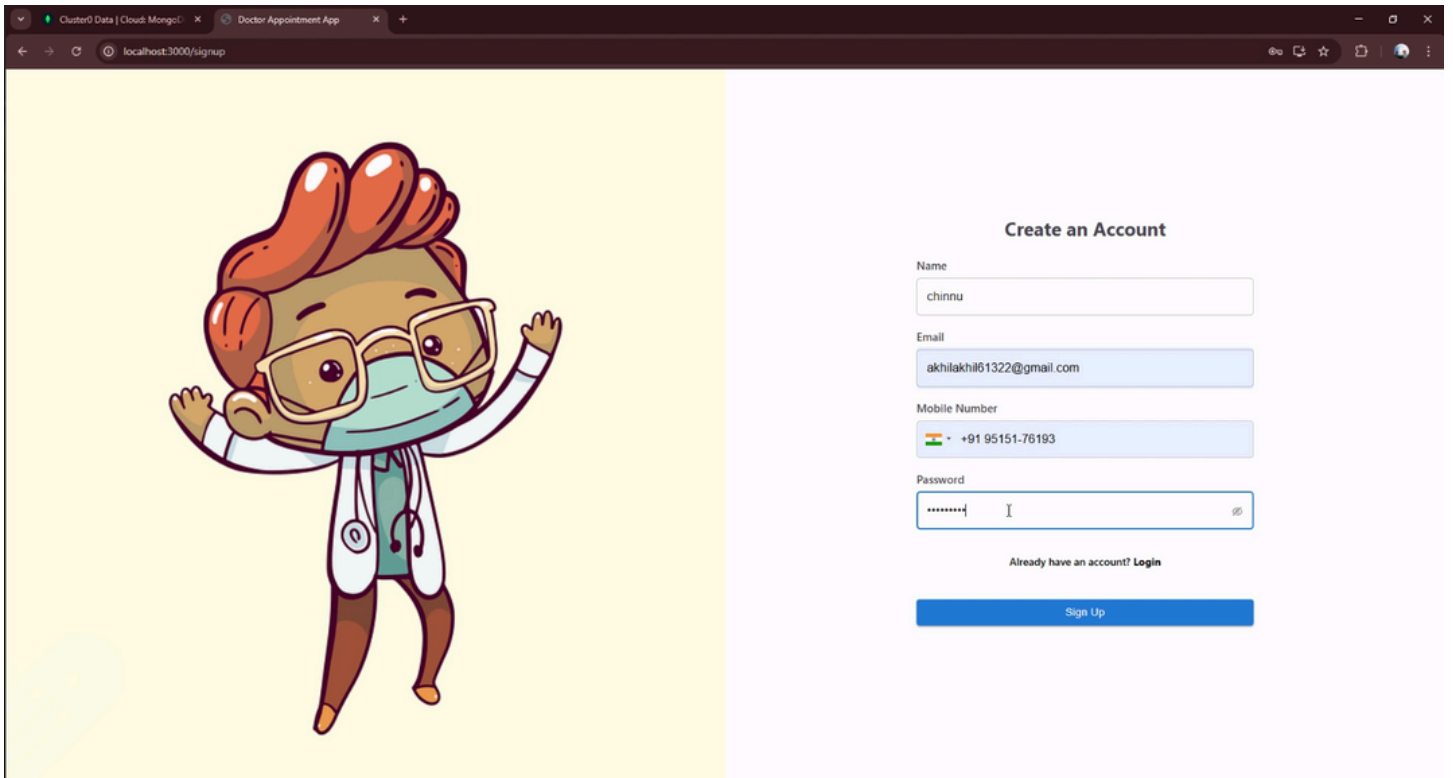 Cluster0 Data | Cloud: MongoD
Doctor Appointment App
localhost:3000/signup
Create an Account
Name
chinnu
Email
akhilakhil61322@gmail.com
Mobile Number
+91 95151-76193
Password
•••••••••
Already have an account? Login
Sign Up